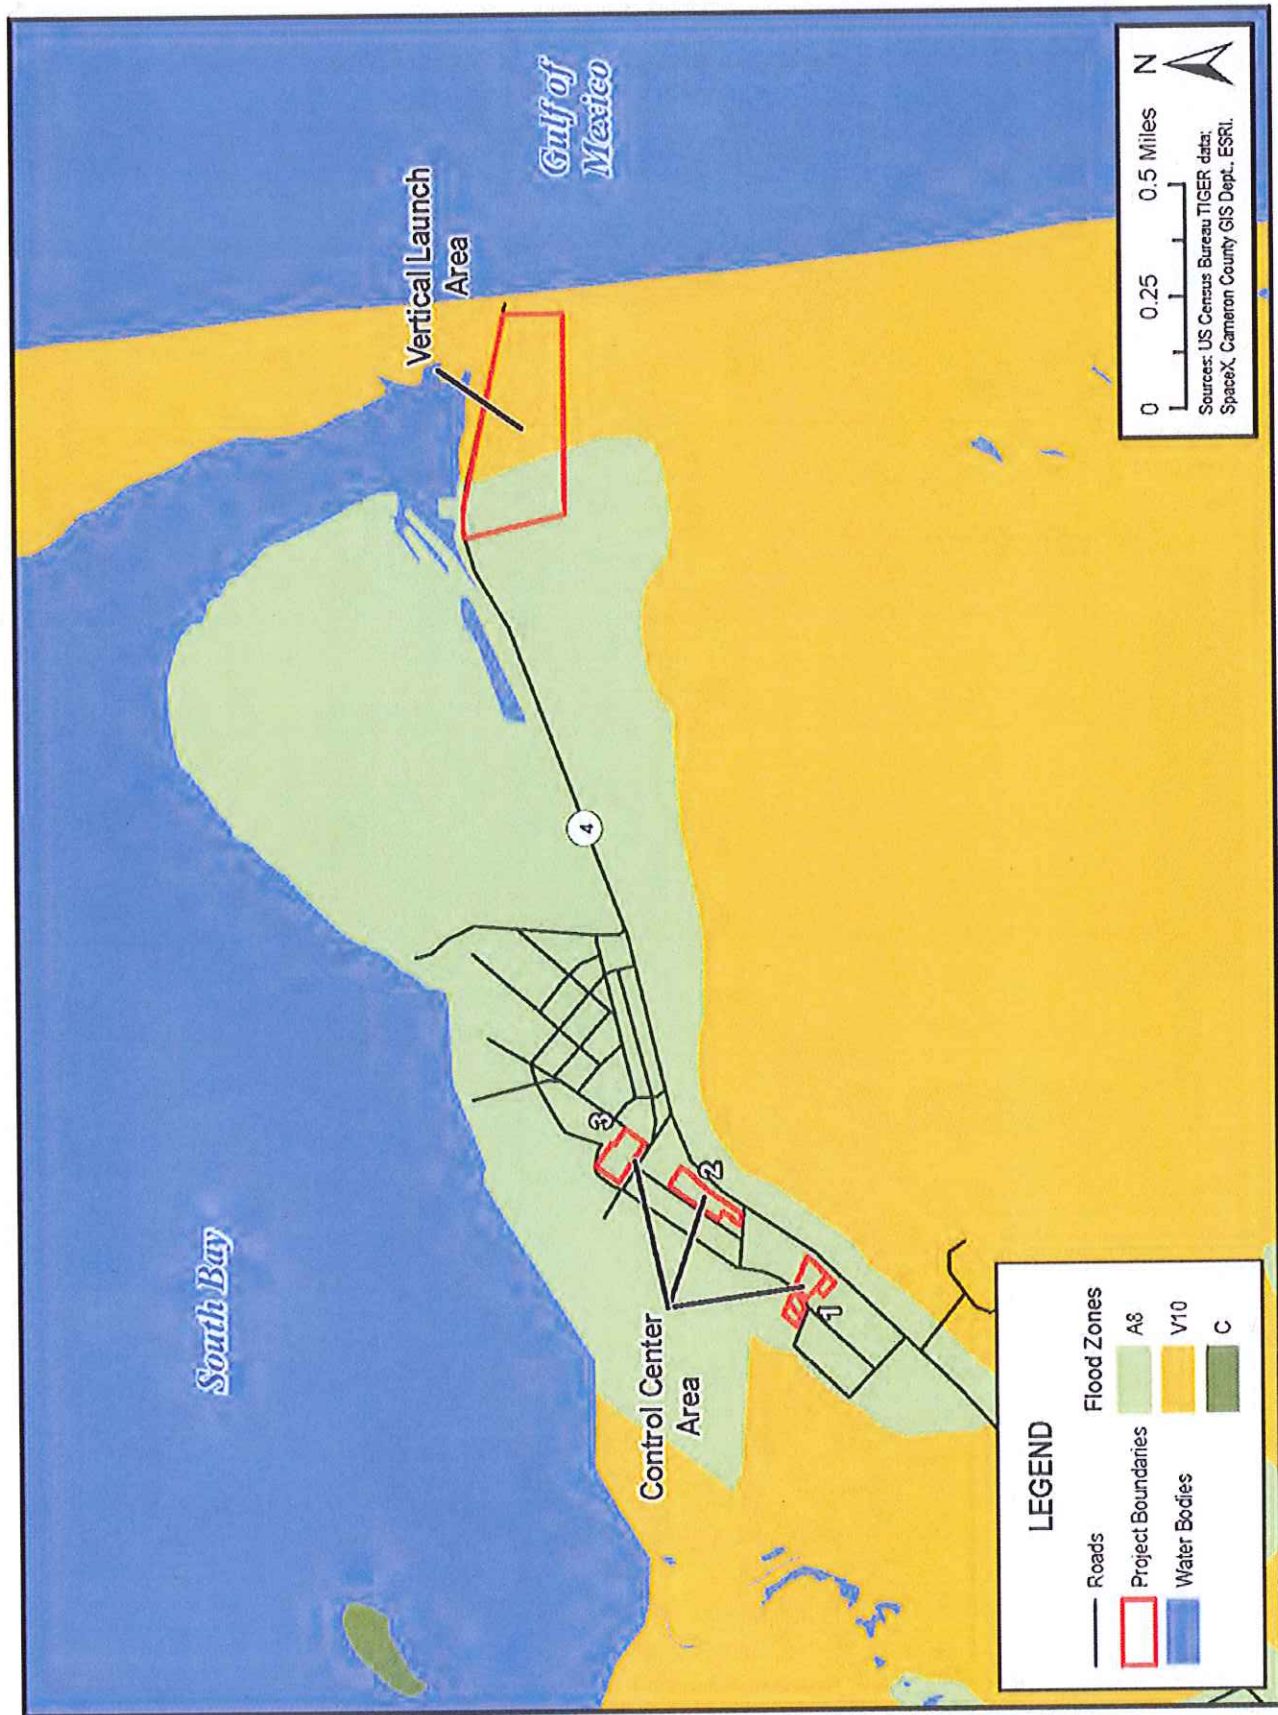 South Bay
Gulf of
Mexico
Vertical Launch
Area
4
3
2
1
Control Center
Area
LEGEND
Roads
Project Boundaries
Water Bodies
Flood Zones
A8
V10
C
0 0.25 0.5 Miles
N
Sources: US Census Bureau TIGER data;
SpaceX, Cameron County GIS Dept., ESRI.